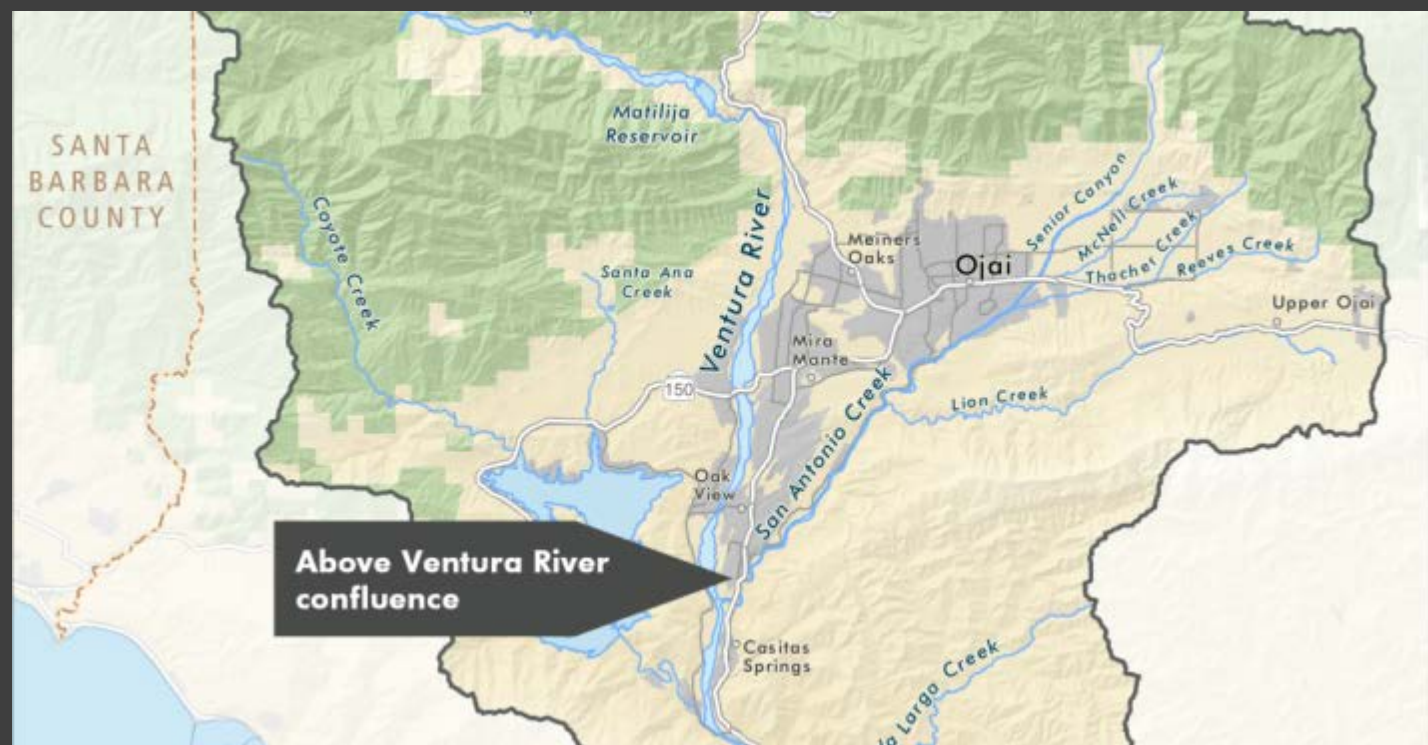 Matilija
Reservoir
SANTA
BARBARA
COUNTY
Coyote Creek
Santa Ana
Creek
Ventura River
Meiners
Oaks
Ojai
Senior Canyon
McNell Creek
Thacher Creek
Reeves Creek
Upper Ojai
Mira
Mante
150
Lion Creek
San Antonio Creek
Oak
View
Above Ventura River
confluence
Casitas
Springs
Larga Creek